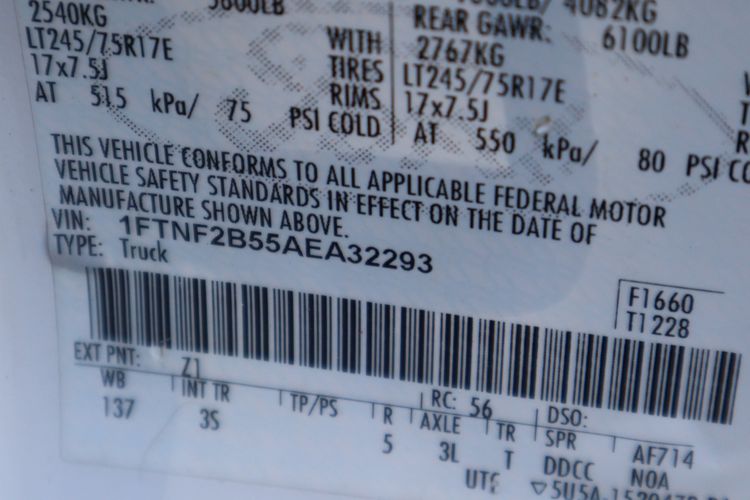 2540KG
LT245/75R17E WITH
17x7.5J TIRES
AT 515 kPa/ 75 RIMS
PSI COLD
4082KG
REAR GAWR: 6100LB
2767KG
LT245/75R17E
17x7.5J
AT 550 kPa/ 80 PSI
THIS VEHICLE CONFORMS TO ALL APPLICABLE FEDERAL MOTOR
VEHICLE SAFETY STANDARDS IN EFFECT ON THE DATE OF
MANUFACTURE SHOWN ABOVE.
VIN: 1FTNF2B55AEA32293
TYPE: Truck
F1660
T1228
EXT PNT: Z1
RC: 56 DSO:
WB INT TR TP/PS R AXLE TR SPR AF714
137 3S 5 3L T DDCC NOA